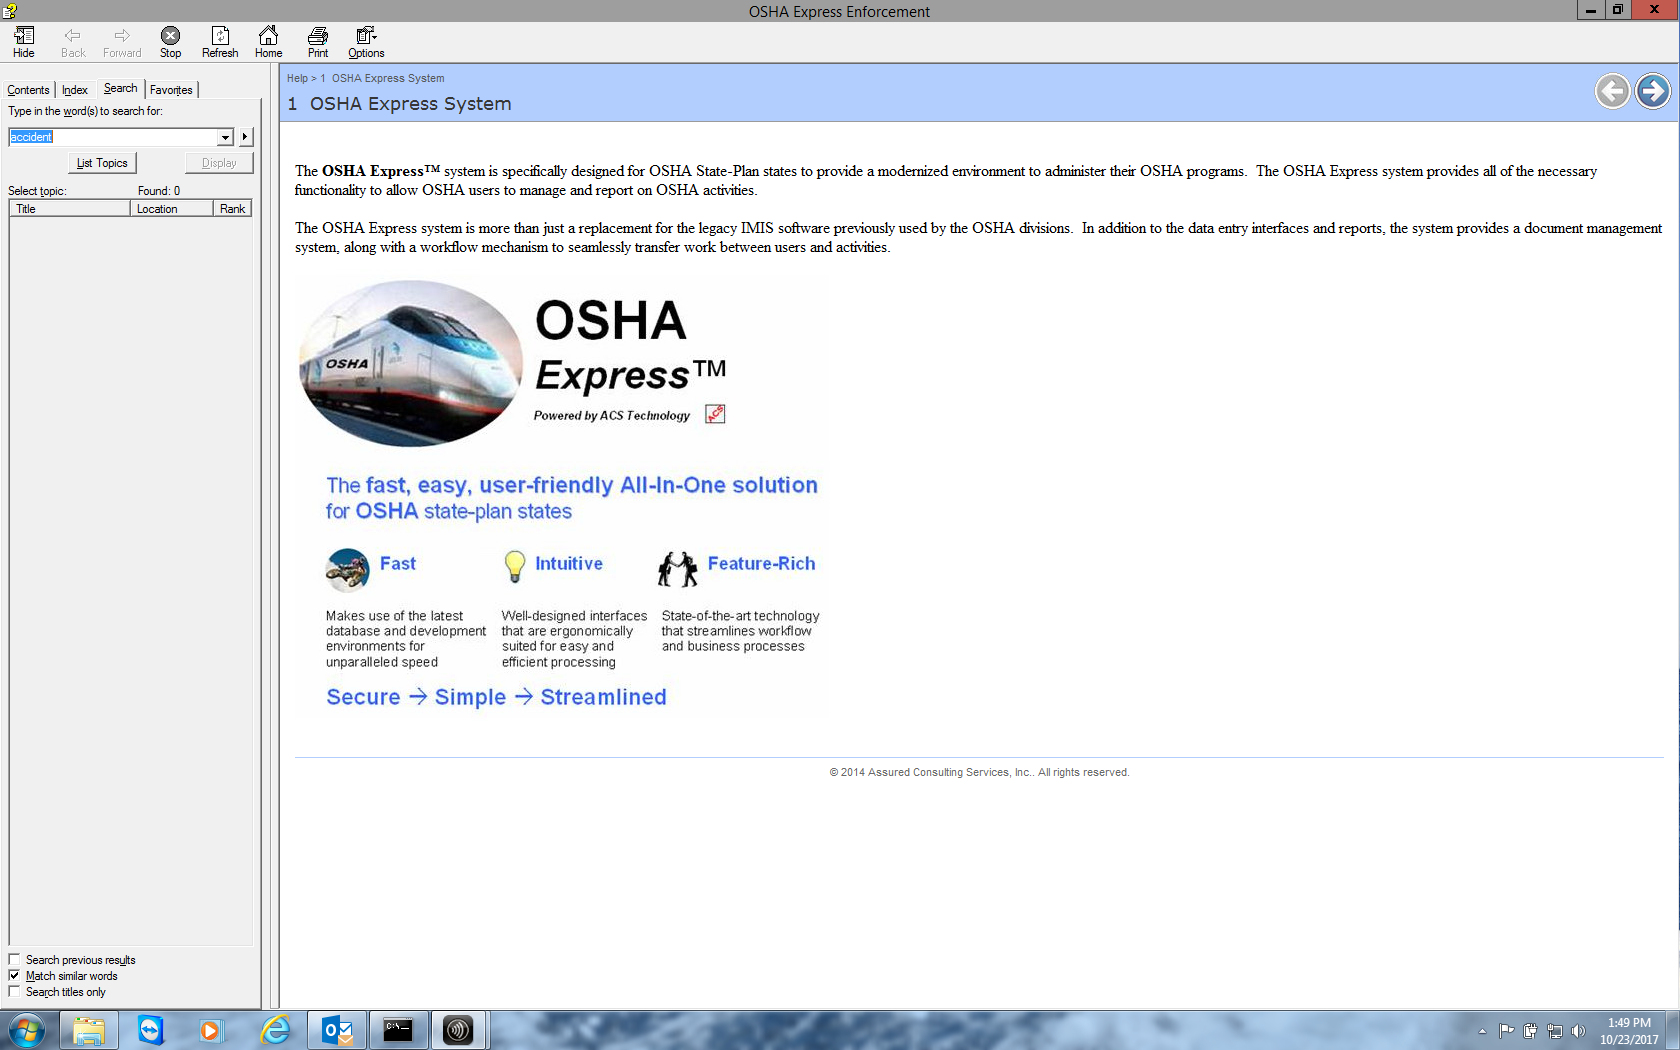 OSHA Express Enforcement
Hide Back Forward Stop Refresh Home Print Options
Contents Index Search Favorites
Type in the word(s) to search for:
accident
List Topics Display
Select topic: Found: 0
Title Location Rank
Search previous results
Match similar words
Search titles only
Help > 1 OSHA Express System
1 OSHA Express System
The OSHA Express™ system is specifically designed for OSHA State-Plan states to provide a modernized environment to administer their OSHA programs. The OSHA Express system provides all of the necessary
functionality to allow OSHA users to manage and report on OSHA activities.
The OSHA Express system is more than just a replacement for the legacy IMIS software previously used by the OSHA divisions. In addition to the data entry interfaces and reports, the system provides a document management
system, along with a workflow mechanism to seamlessly transfer work between users and activities.
OSHA
OSHA
Express™
Powered by ACS Technology ACS
The fast, easy, user-friendly All-In-One solution
for OSHA state-plan states
Fast
Makes use of the latest
database and development
environments for
unparalleled speed
Intuitive
Well-designed interfaces
that are ergonomically
suited for easy and
efficient processing
Feature-Rich
State-of-the-art technology
that streamlines workflow
and business processes
Secure → Simple → Streamlined
© 2014 Assured Consulting Services, Inc.. All rights reserved.
1:49 PM
10/23/2017